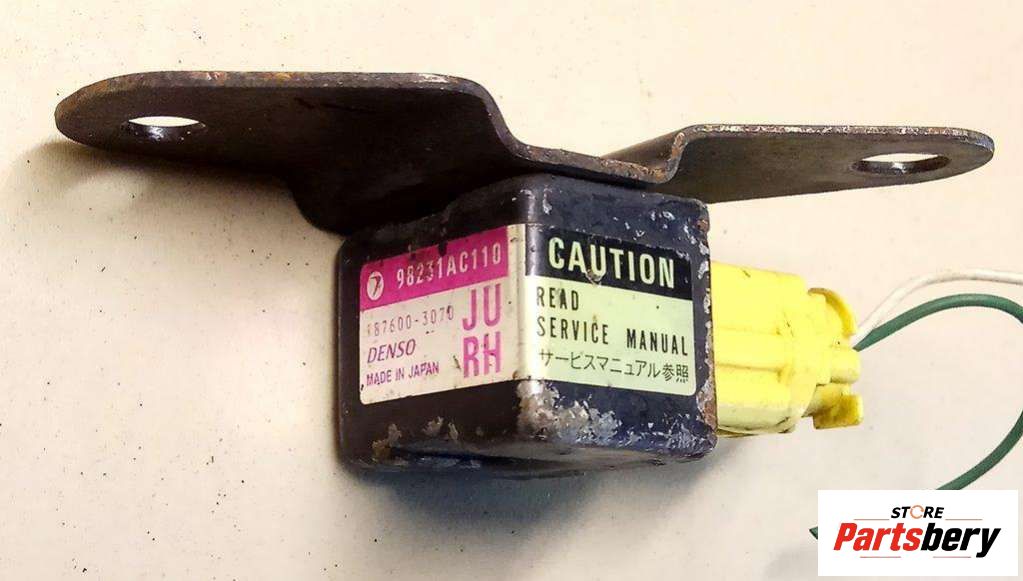 98231AC110
187600-3070
JU
RH
DENSO
MADE IN JAPAN
CAUTION
READ
SERVICE MANUAL
サービスマニュアル参照
STORE
Partsbery